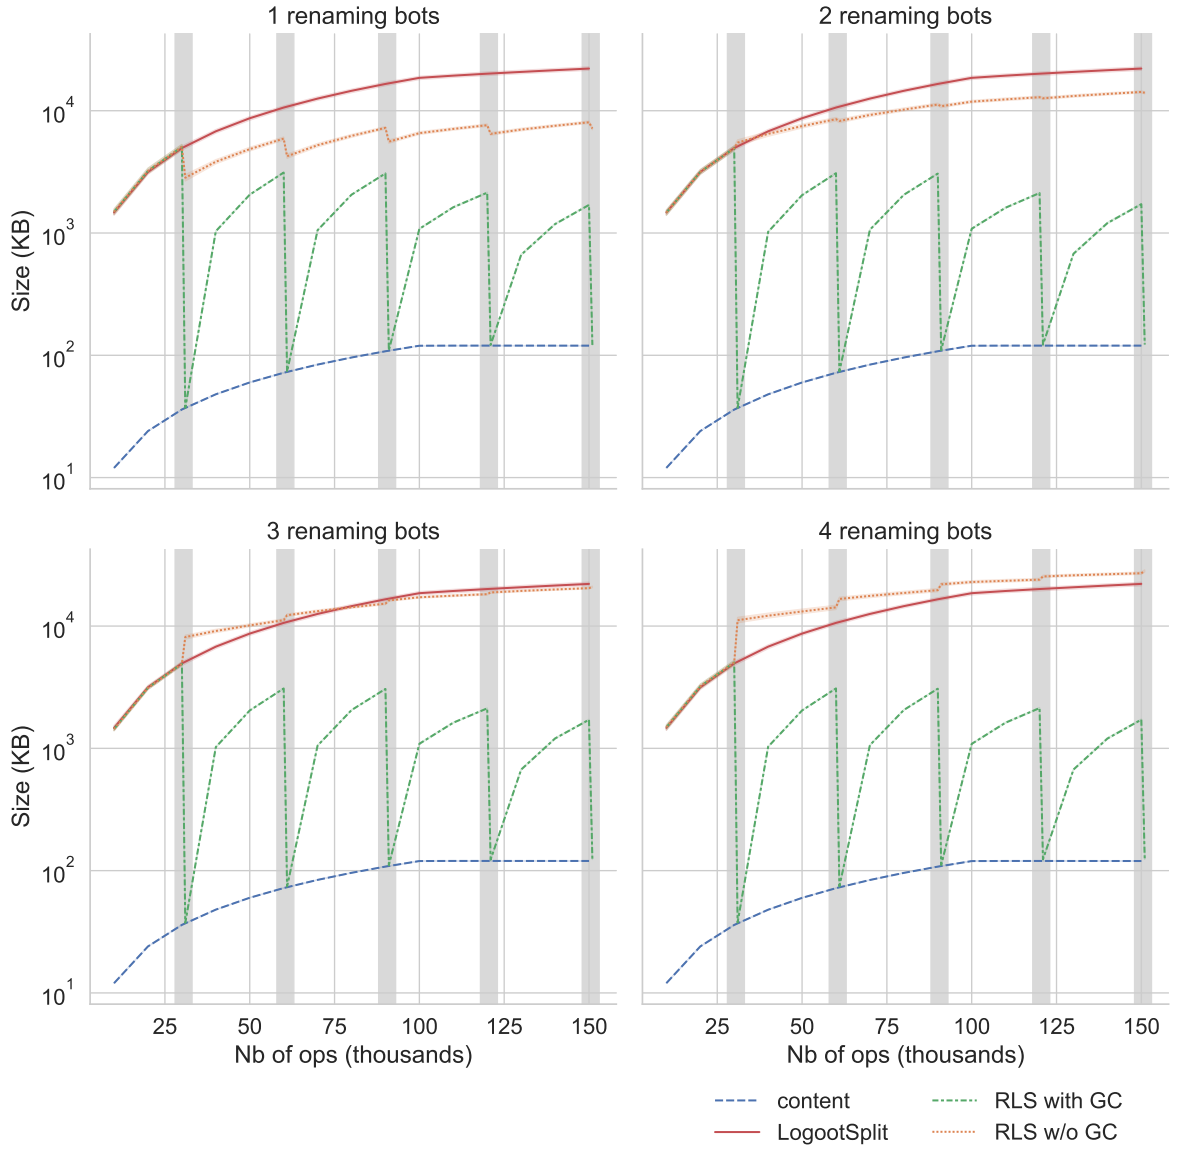 1 renaming bots
2 renaming bots
Size (KB)
10^4
10^3
10^2
10^1
3 renaming bots
4 renaming bots
Size (KB)
10^4
10^3
10^2
10^1
25 50 75 100 125 150
25 50 75 100 125 150
Nb of ops (thousands)
Nb of ops (thousands)
content
RLS with GC
LogootSplit
RLS w/o GC